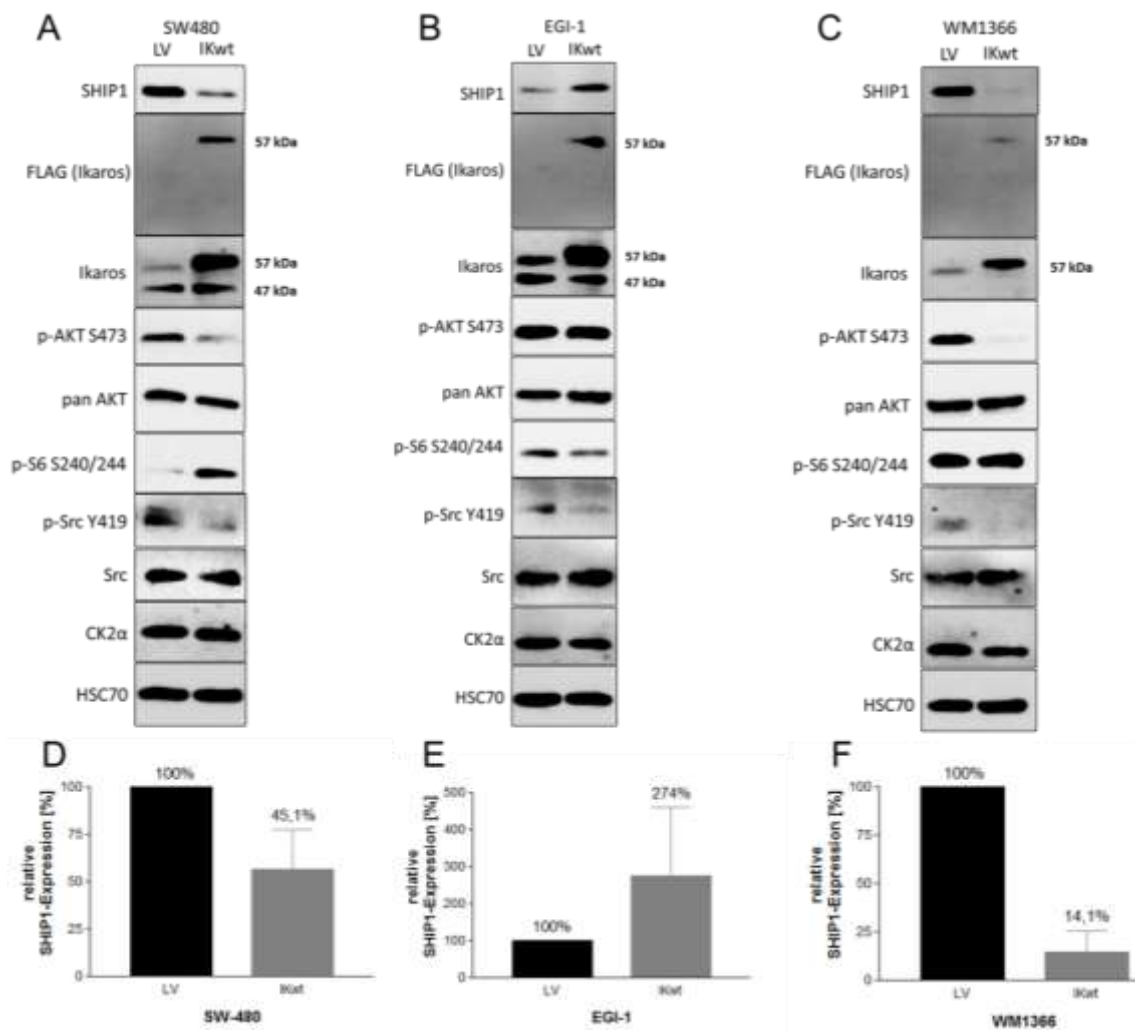 A
SW480
LV IKwt
SHIP1
57 kDa
FLAG (Ikaros)
Ikaros
57 kDa
47 kDa
p-AKT S473
pan AKT
p-S6 S240/244
p-Src Y419
Src
CK2α
HSC70
B
EGI-1
LV IKwt
SHIP1
57 kDa
FLAG (Ikaros)
Ikaros
57 kDa
47 kDa
p-AKT S473
pan AKT
p-S6 S240/244
p-Src Y419
Src
CK2α
HSC70
C
WM1366
LV IKwt
SHIP1
57 kDa
FLAG (Ikaros)
Ikaros
57 kDa
p-AKT S473
pan AKT
p-S6 S240/244
p-Src Y419
Src
CK2α
HSC70
D
relative
SHIP1-Expression [%]
100
75
50
25
0
100%
45,1%
LV IKwt
SW-480
E
relative
SHIP1-Expression [%]
500
400
300
200
100
0
100%
274%
LV IKwt
EGI-1
F
relative
SHIP1-Expression [%]
100
75
50
25
0
100%
14,1%
LV IKwt
WM1366